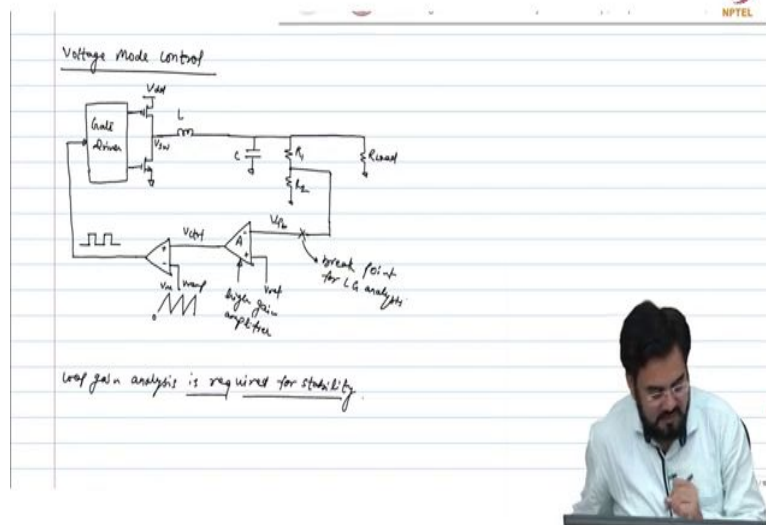 NPTEL
Voltage Mode Control
Vdd
Gate
Driver
Vsw
L
C
R1
R2
Rload
Vctrl
A
Vfb
break point
for LG analysis
Vm
Vramp
0
high gain
amplifier
Vref
Loop gain analysis is required for stability.